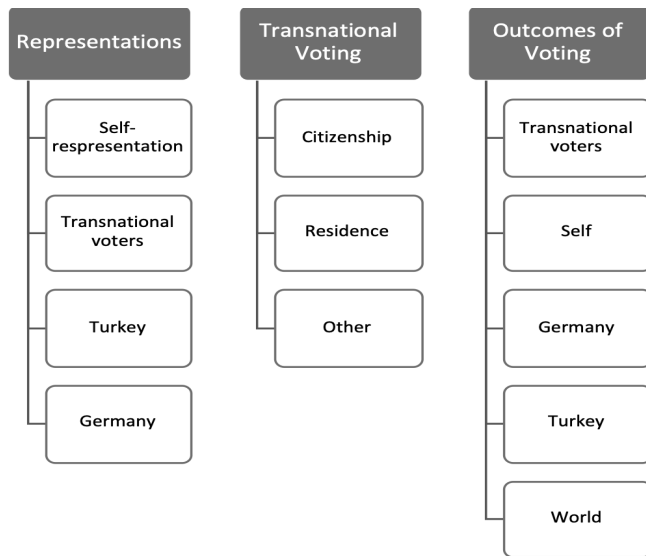 Representations
Self-
respresentation
Transnational
voters
Turkey
Germany
Transnational
Voting
Citizenship
Residence
Other
Outcomes of
Voting
Transnational
voters
Self
Germany
Turkey
World